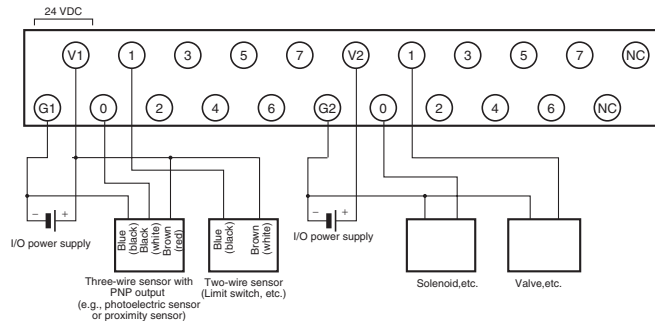 24 VDC
V1 1 3 5 7 V2 1 3 5 7 NC
G1 0 2 4 6 G2 0 2 4 6 NC
− +
I/O power supply
Blue
(black)
Black
(white)
Brown
(red)
Three-wire sensor with
PNP output
(e.g., photoelectric sensor
or proximity sensor)
Blue
(black)
Brown
(white)
Two-wire sensor
(Limit switch, etc.)
− +
I/O power supply
Solenoid,etc.
Valve,etc.